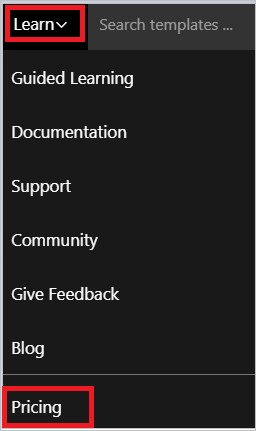 Learn Search templates ...
Guided Learning
Documentation
Support
Community
Give Feedback
Blog
Pricing